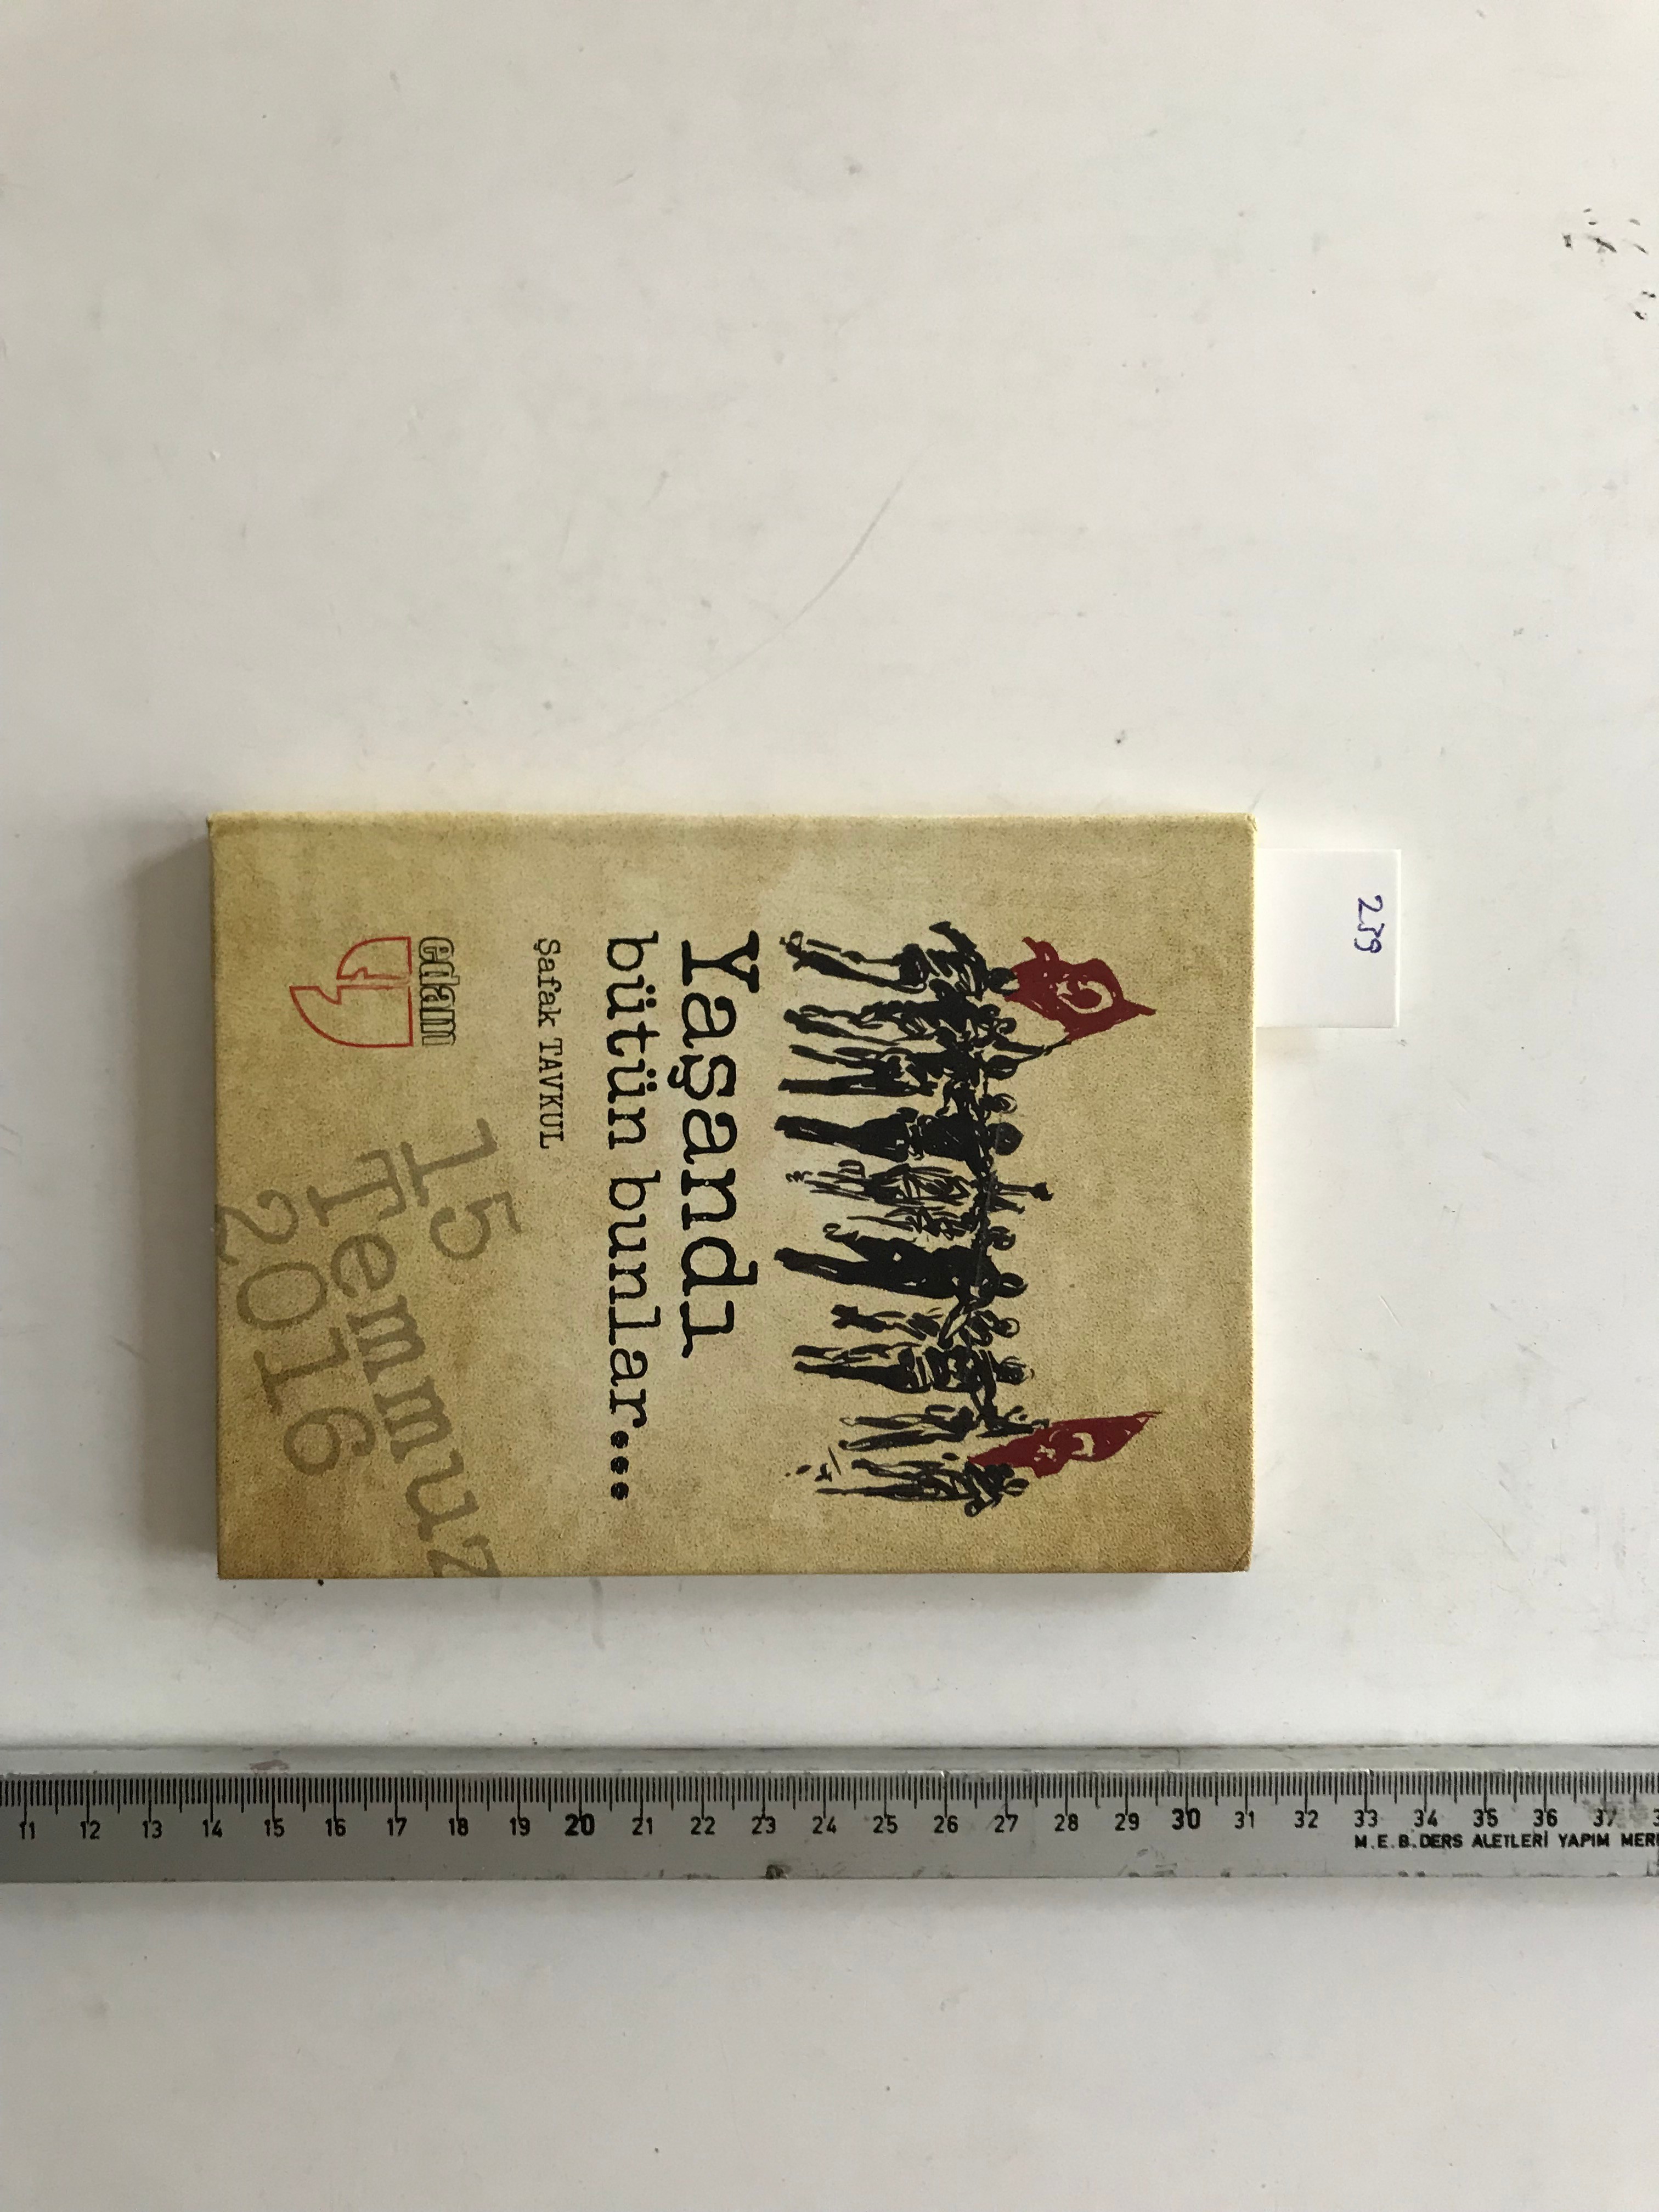 239
Yaşandı
bütün bunlar...
Şafak TAVKUL
edam
15
Temmuz
2016
11 12 13 14 15 16 17 18 19 20 21 22 23 24 25 26 27 28 29 30 31 32 33 34 35 36 37
M.E.B.DERS ALETLERİ YAPIM